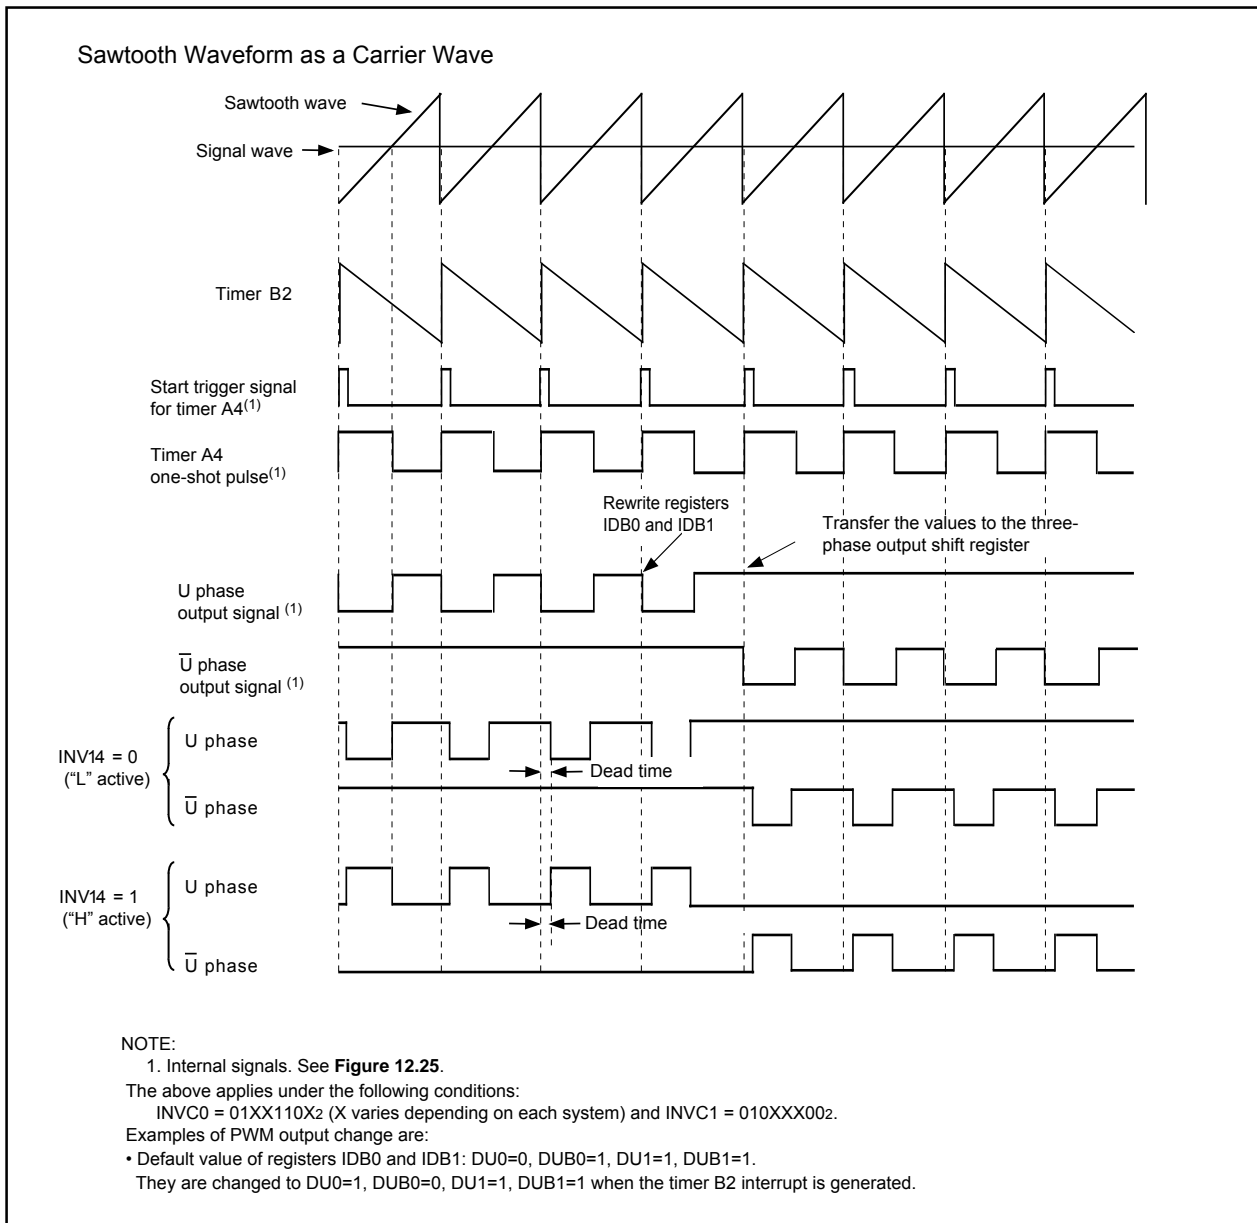 Sawtooth Waveform as a Carrier Wave
Sawtooth wave
Signal wave
Timer B2
Start trigger signal
for timer A4(1)
Timer A4
one-shot pulse(1)
Rewrite registers
IDB0 and IDB1
Transfer the values to the three-
phase output shift register
U phase
output signal (1)
U̅ phase
output signal (1)
INV14 = 0
(“L” active)
U phase
Dead time
U̅ phase
INV14 = 1
(“H” active)
U phase
Dead time
U̅ phase
NOTE:
1. Internal signals. See Figure 12.25.
The above applies under the following conditions:
INVC0 = 01XX110X2 (X varies depending on each system) and INVC1 = 010XXX002.
Examples of PWM output change are:
• Default value of registers IDB0 and IDB1: DU0=0, DUB0=1, DU1=1, DUB1=1.
They are changed to DU0=1, DUB0=0, DU1=1, DUB1=1 when the timer B2 interrupt is generated.